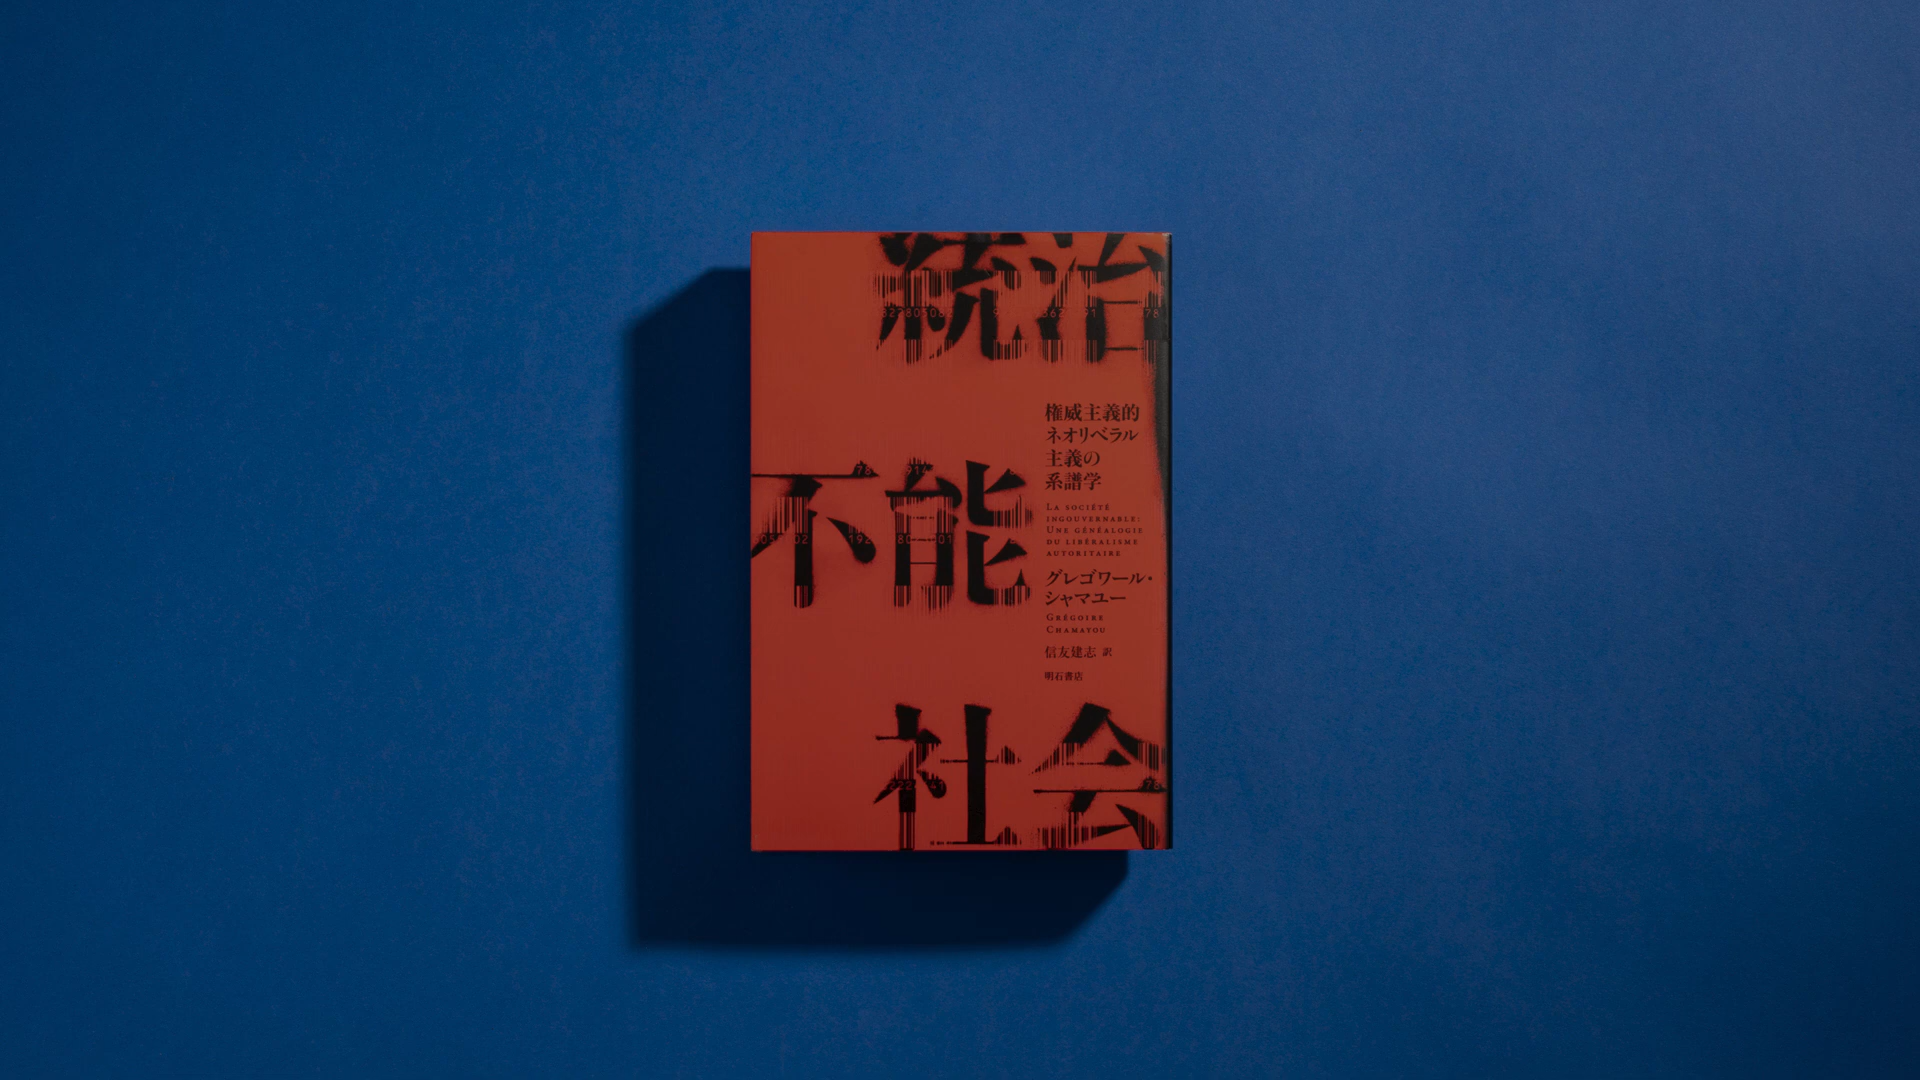 統治
不能
社会
権威主義的
ネオリベラル
主義の
系譜学
LA SOCIÉTÉ
INGOUVERNABLE:
UNE GÉNÉALOGIE
DU LIBÉRALISME
AUTORITAIRE
グレゴワール・
シャマユー
GRÉGOIRE
CHAMAYOU
信友建志 訳
明石書店